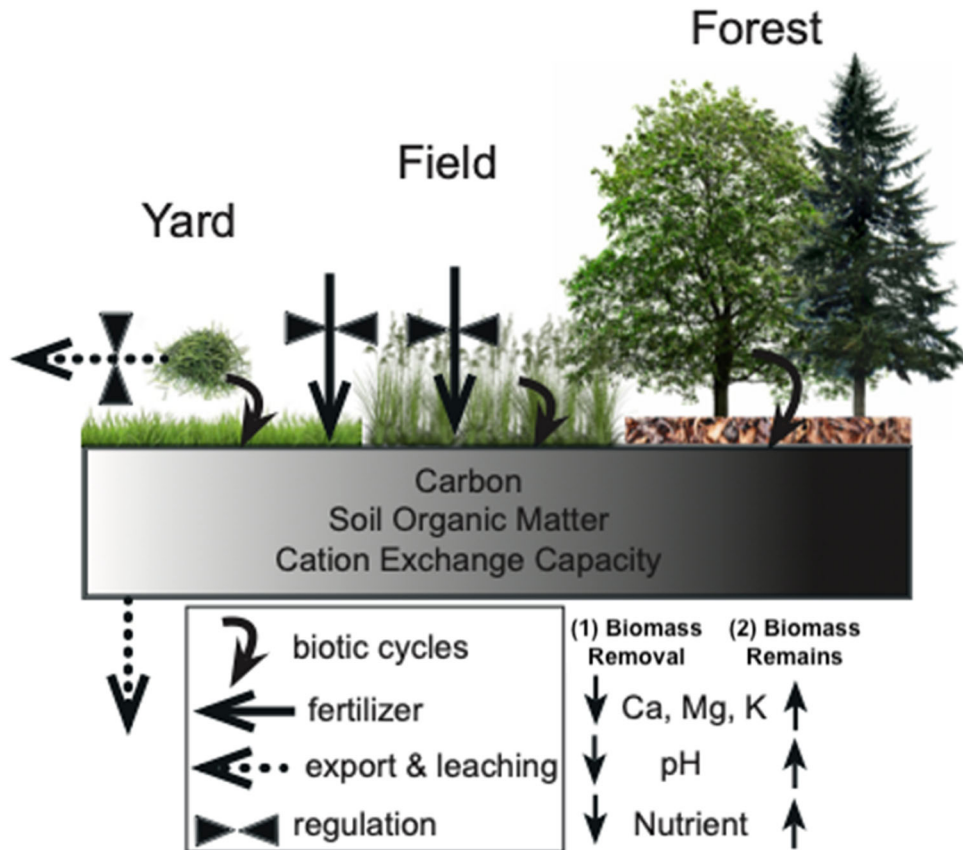 Forest
Field
Yard
Carbon
Soil Organic Matter
Cation Exchange Capacity
biotic cycles
fertilizer
export & leaching
regulation
(1) Biomass
Removal
(2) Biomass
Remains
Ca, Mg, K
pH
Nutrient